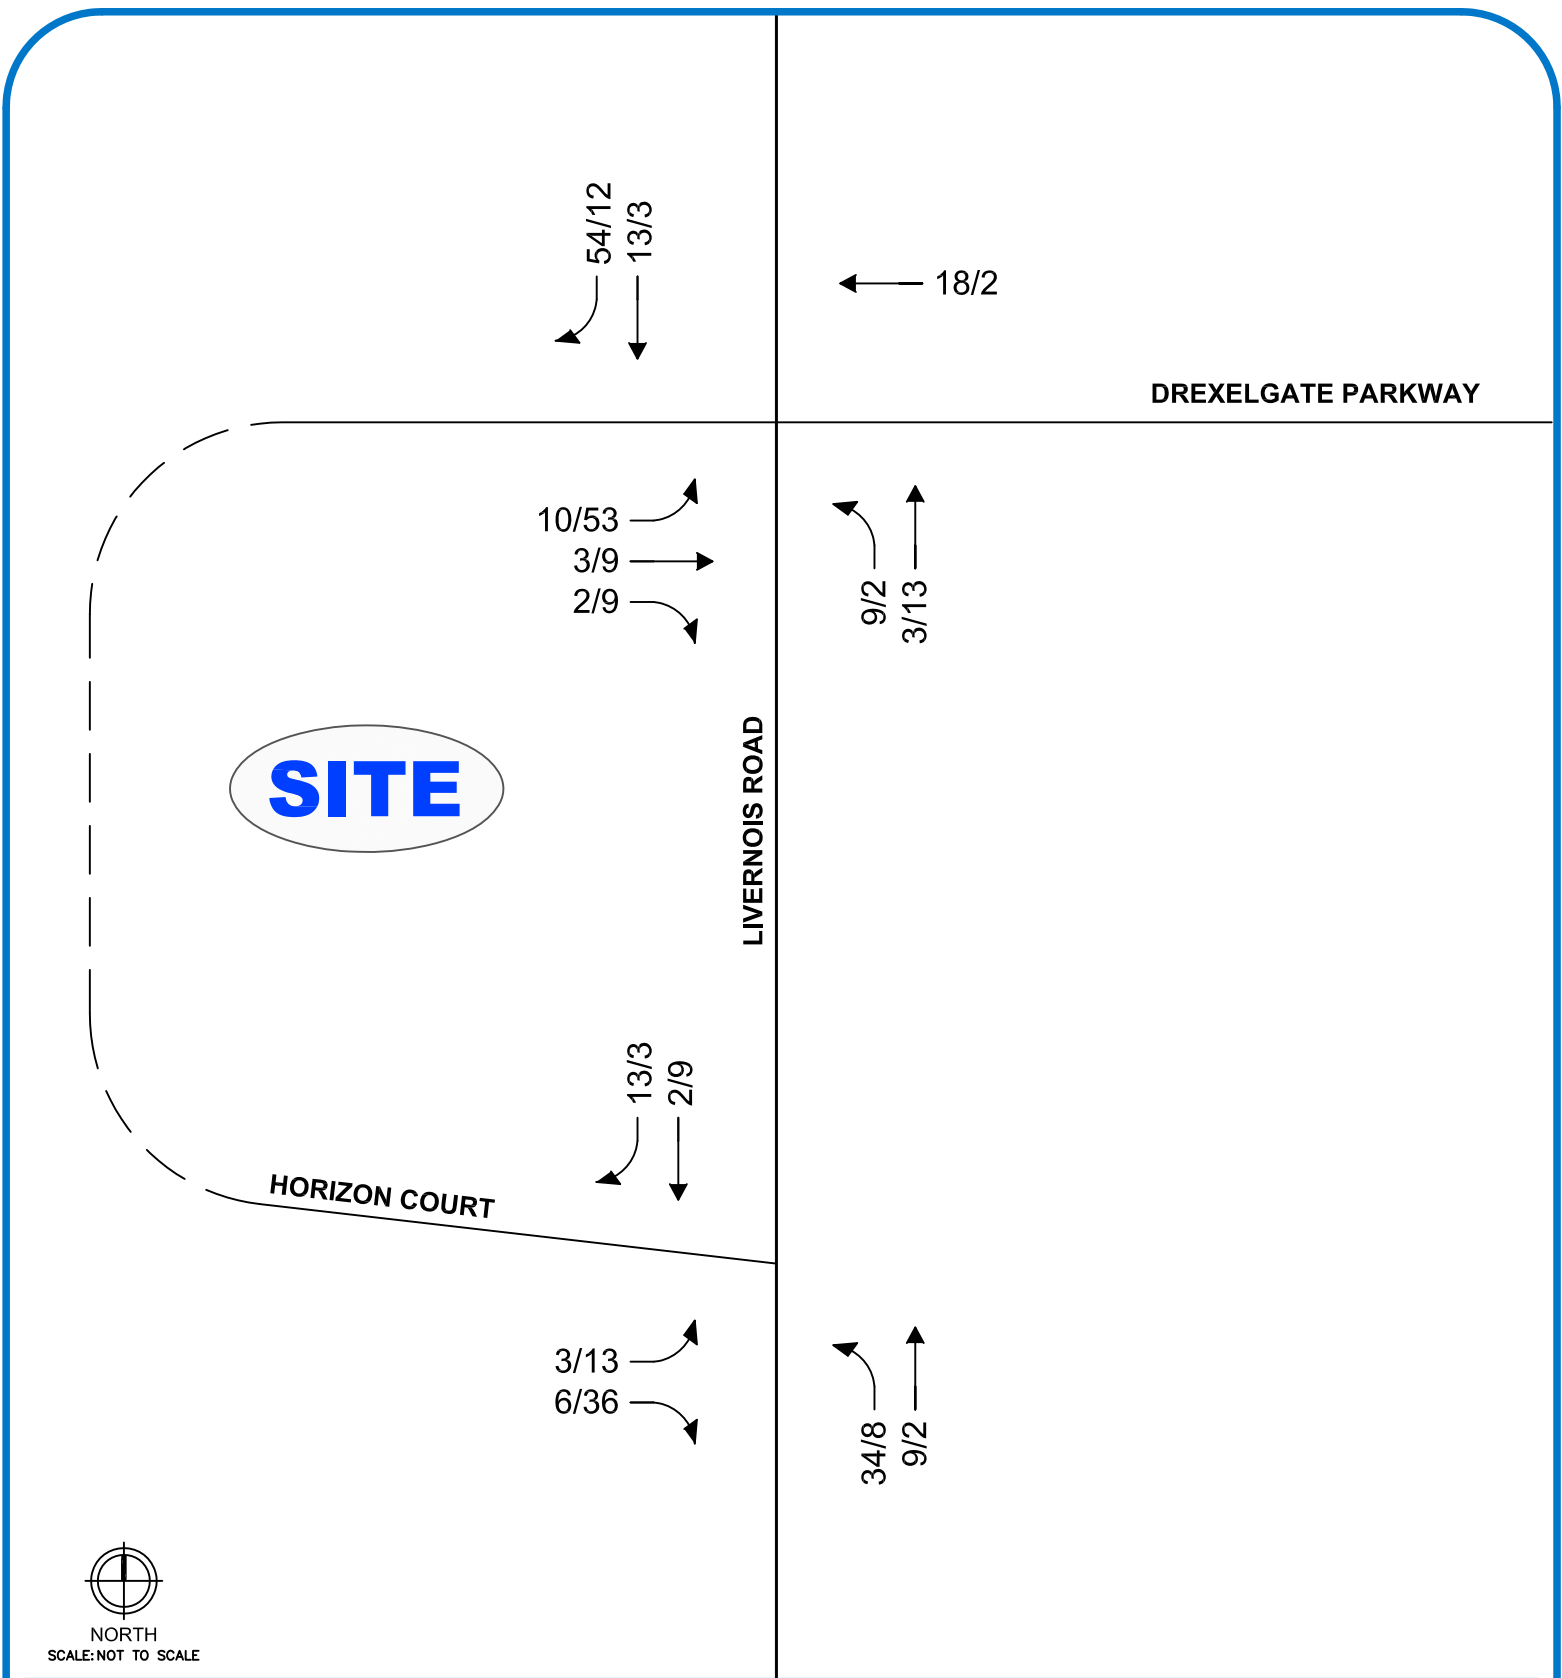 54/12
13/3
18/2
DREXELGATE PARKWAY
10/53
3/9
2/9
9/2
3/13
SITE
LIVERNOIS ROAD
13/3
2/9
HORIZON COURT
3/13
6/36
34/8
9/2
NORTH
SCALE: NOT TO SCALE